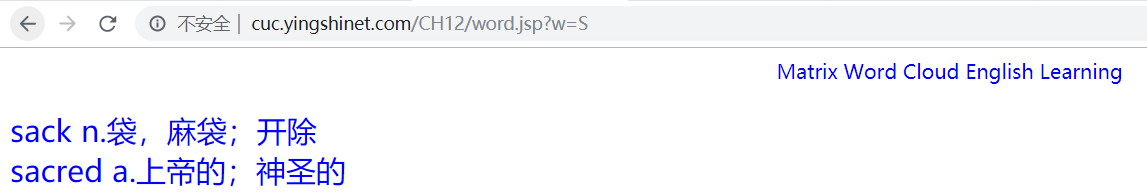 不安全 | cuc.yingshinet.com/CH12/word.jsp?w=S
Matrix Word Cloud English Learning
sack n.袋，麻袋；开除
sacred a.上帝的；神圣的